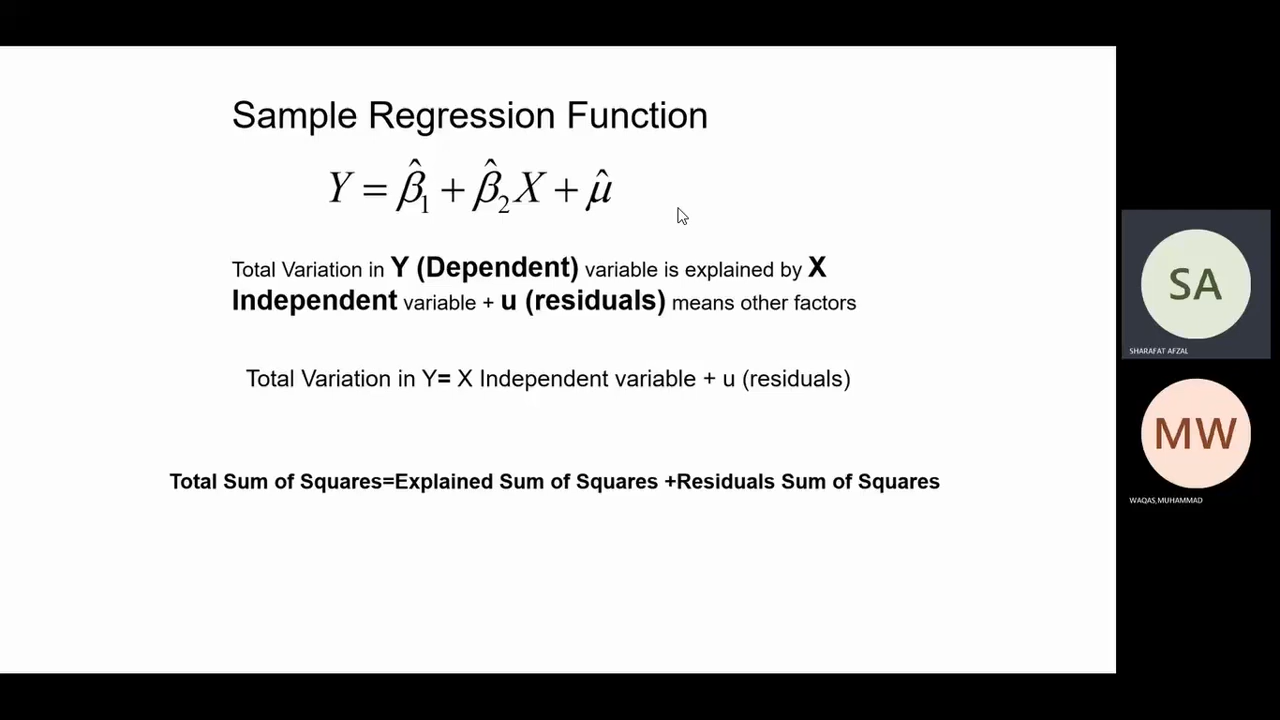 Sample Regression Function
Y = β̂₁ + β̂₂X + μ̂
Total Variation in Y (Dependent) variable is explained by X
Independent variable + u (residuals) means other factors
Total Variation in Y= X Independent variable + u (residuals)
Total Sum of Squares=Explained Sum of Squares +Residuals Sum of Squares
SA
SHARAFAT AFZAL
MW
WAQAS,MUHAMMAD